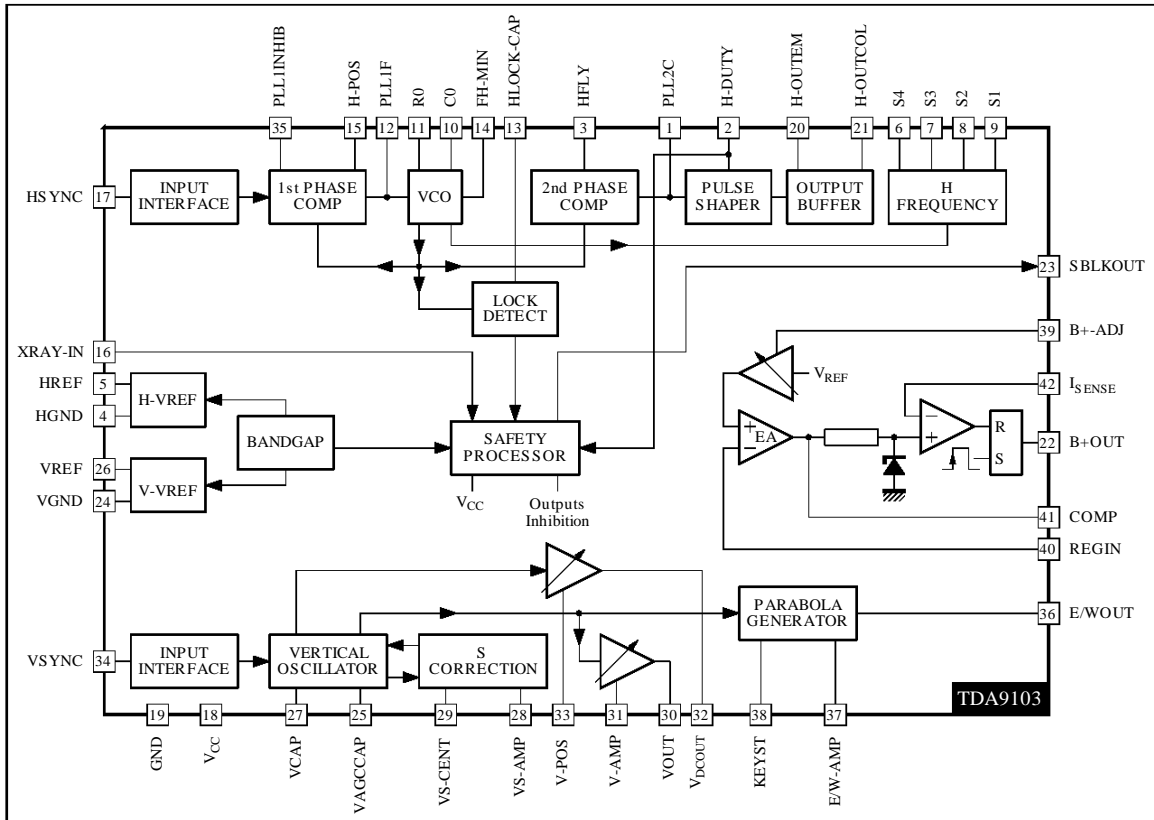 PLL1INHIB
H-POS
PLL1F
R0
C0
FH-MIN
HLOCK-CAP
HFLY
PLL2C
H-DUTY
H-OUTEM
H-OUTCOL
S4
S3
S2
S1
35
15
12
11
10
14
13
3
1
2
20
21
6
7
8
9
HSYNC
17
INPUT
INTERFACE
1st PHASE
COMP
VCO
2nd PHASE
COMP
PULSE
SHAPER
OUTPUT
BUFFER
H
FREQUENCY
LOCK
DETECT
23
SBLKOUT
XRAY-IN
16
HREF
5
HGND
4
H-VREF
BANDGAP
VREF
26
VGND
24
V-VREF
SAFETY
PROCESSOR
VCC
Outputs
Inhibition
39
B+-ADJ
VREF
42
ISENSE
+
EA
−
−
+
R
S
22
B+OUT
41
COMP
40
REGIN
PARABOLA
GENERATOR
36
E/WOUT
VSYNC
34
INPUT
INTERFACE
VERTICAL
OSCILLATOR
S
CORRECTION
TDA9103
19
18
27
25
29
28
33
31
30
32
38
37
GND
VCC
VCAP
VAGCCAP
VS-CENT
VS-AMP
V-POS
V-AMP
VOUT
VDCOUT
KEYST
E/W-AMP